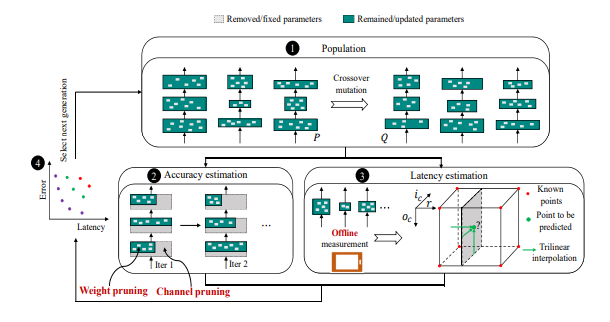 Removed/fixed parameters
Remained/updated parameters
1 Population
Crossover
mutation
P
Q
Select next generation
4
Error
Latency
2 Accuracy estimation
...
Iter 1
Iter 2
Weight pruning
Channel pruning
3 Latency estimation
...
Offline
measurement
i_c
r
o_c
?
Known
points
Point to be
predicted
Trilinear
interpolation